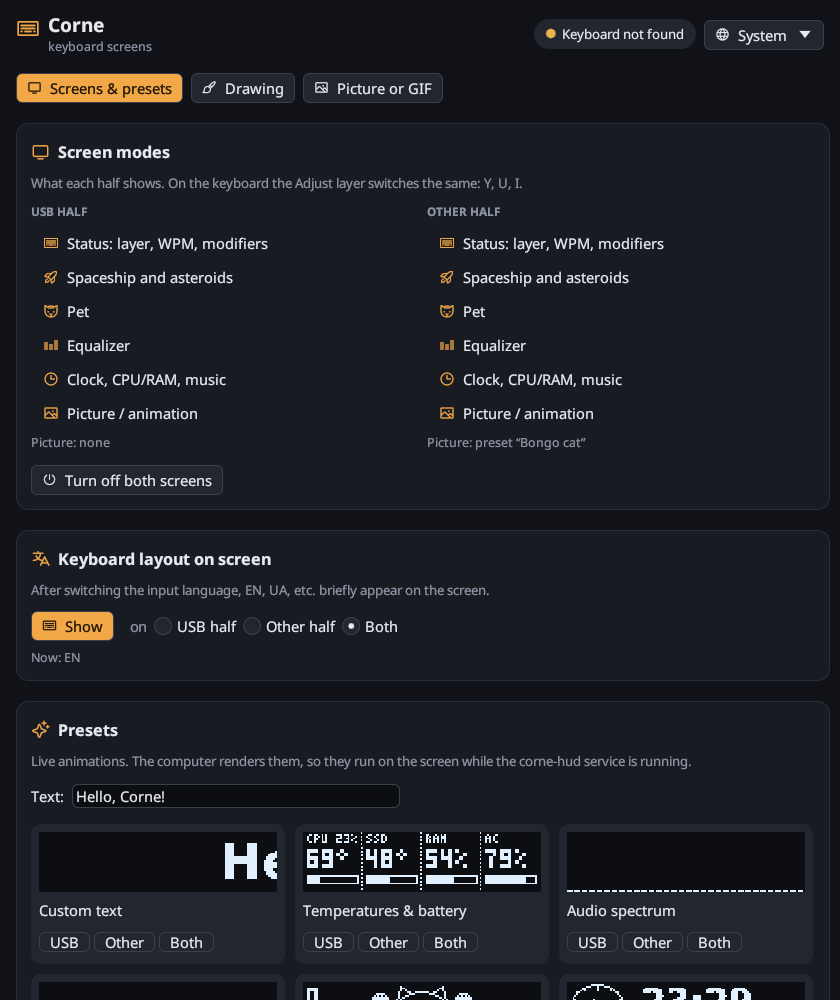 Corne
keyboard screens
Keyboard not found
System
Screens & presets
Drawing
Picture or GIF
Screen modes
What each half shows. On the keyboard the Adjust layer switches the same: Y, U, I.
USB HALF
Status: layer, WPM, modifiers
Spaceship and asteroids
Pet
Equalizer
Clock, CPU/RAM, music
Picture / animation
Picture: none
OTHER HALF
Status: layer, WPM, modifiers
Spaceship and asteroids
Pet
Equalizer
Clock, CPU/RAM, music
Picture / animation
Picture: preset “Bongo cat”
Turn off both screens
Keyboard layout on screen
After switching the input language, EN, UA, etc. briefly appear on the screen.
Show on USB half Other half Both
Now: EN
Presets
Live animations. The computer renders them, so they run on the screen while the corne-hud service is running.
Text: Hello, Corne!
He
Custom text
USB Other Both
CPU 23% SSD RAM AC
69° 48° 54% 79%
Temperatures & battery
USB Other Both
Audio spectrum
USB Other Both